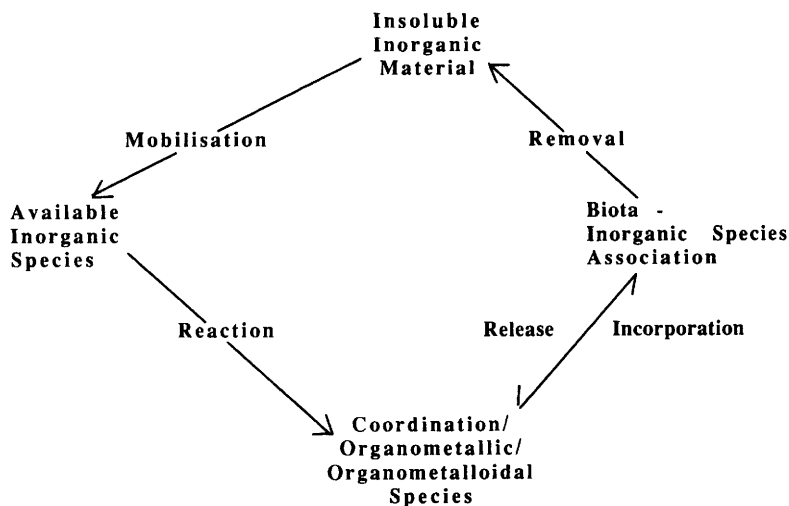 Insoluble
Inorganic
Material
Mobilisation
Removal
Available
Inorganic
Species
Biota -
Inorganic Species
Association
Reaction
Release
Incorporation
Coordination/
Organometallic/
Organometalloidal
Species